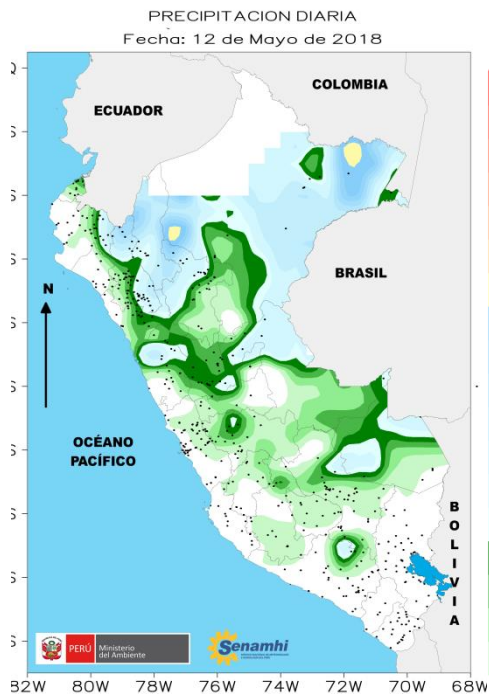 PRECIPITACION DIARIA
Fecha: 12 de Mayo de 2018
COLOMBIA
ECUADOR
BRASIL
N
OCÉANO
PACÍFICO
BOLIVIA
PERÚ
Ministerio
del Ambiente
Senamhi
82W 80W 78W 76W 74W 72W 70W 68W